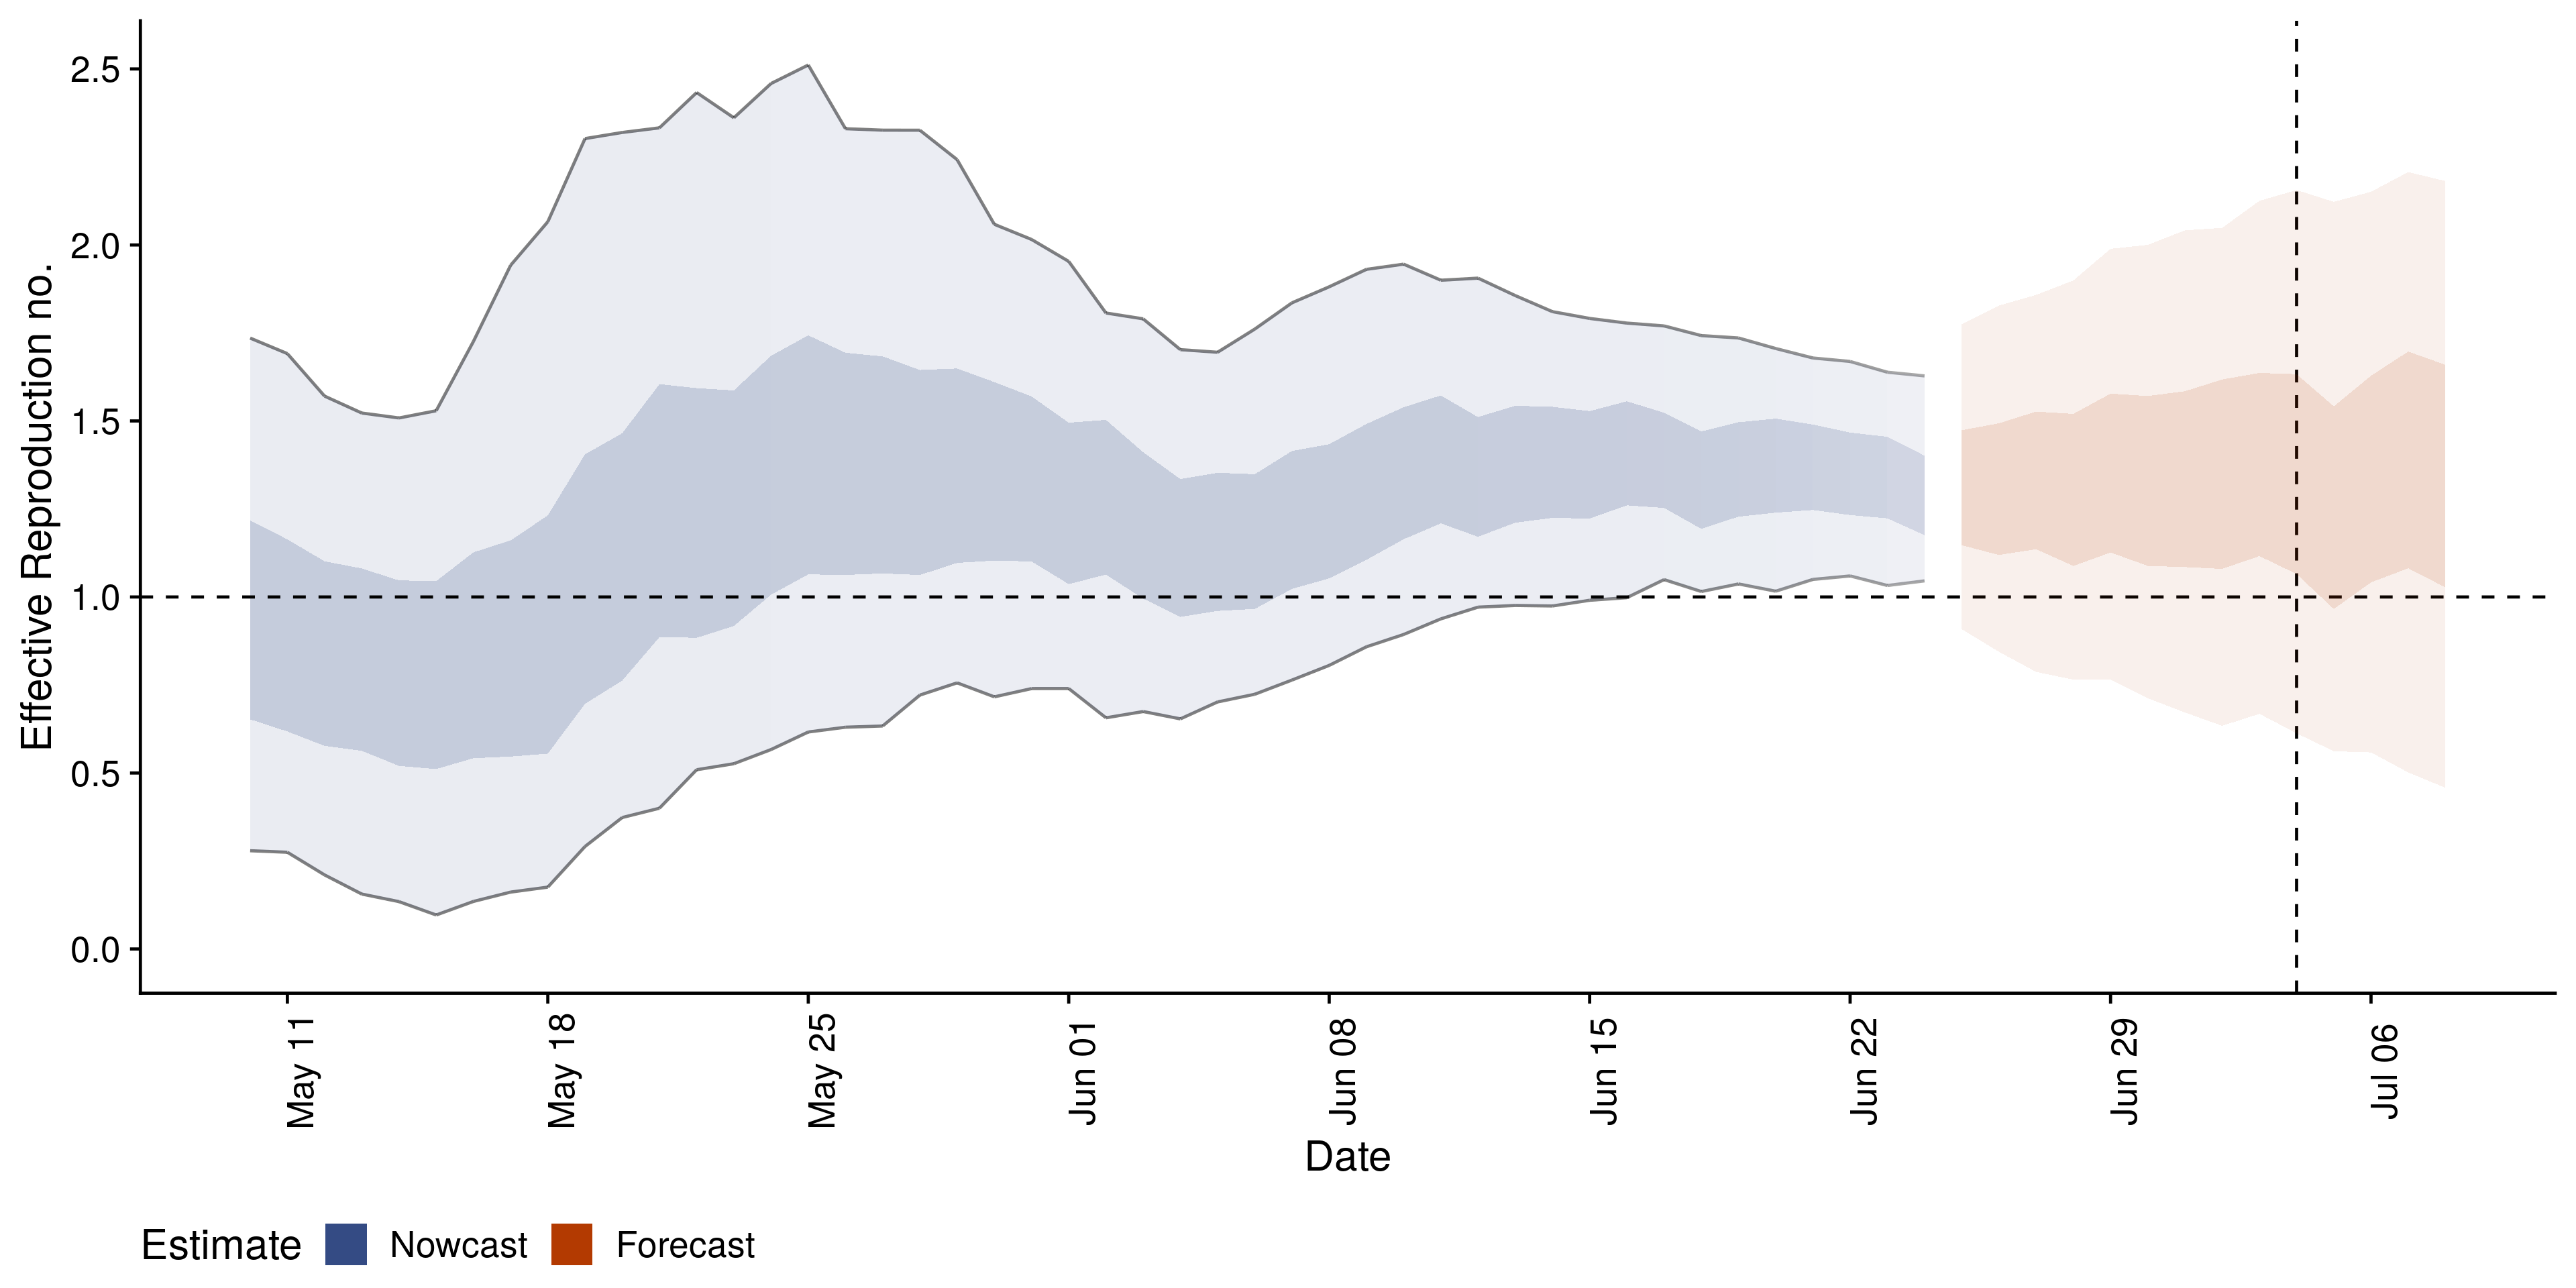 Effective Reproduction no.
2.5
2.0
1.5
1.0
0.5
0.0
May 11
May 18
May 25
Jun 01
Jun 08
Jun 15
Jun 22
Jun 29
Jul 06
Date
Estimate Nowcast Forecast